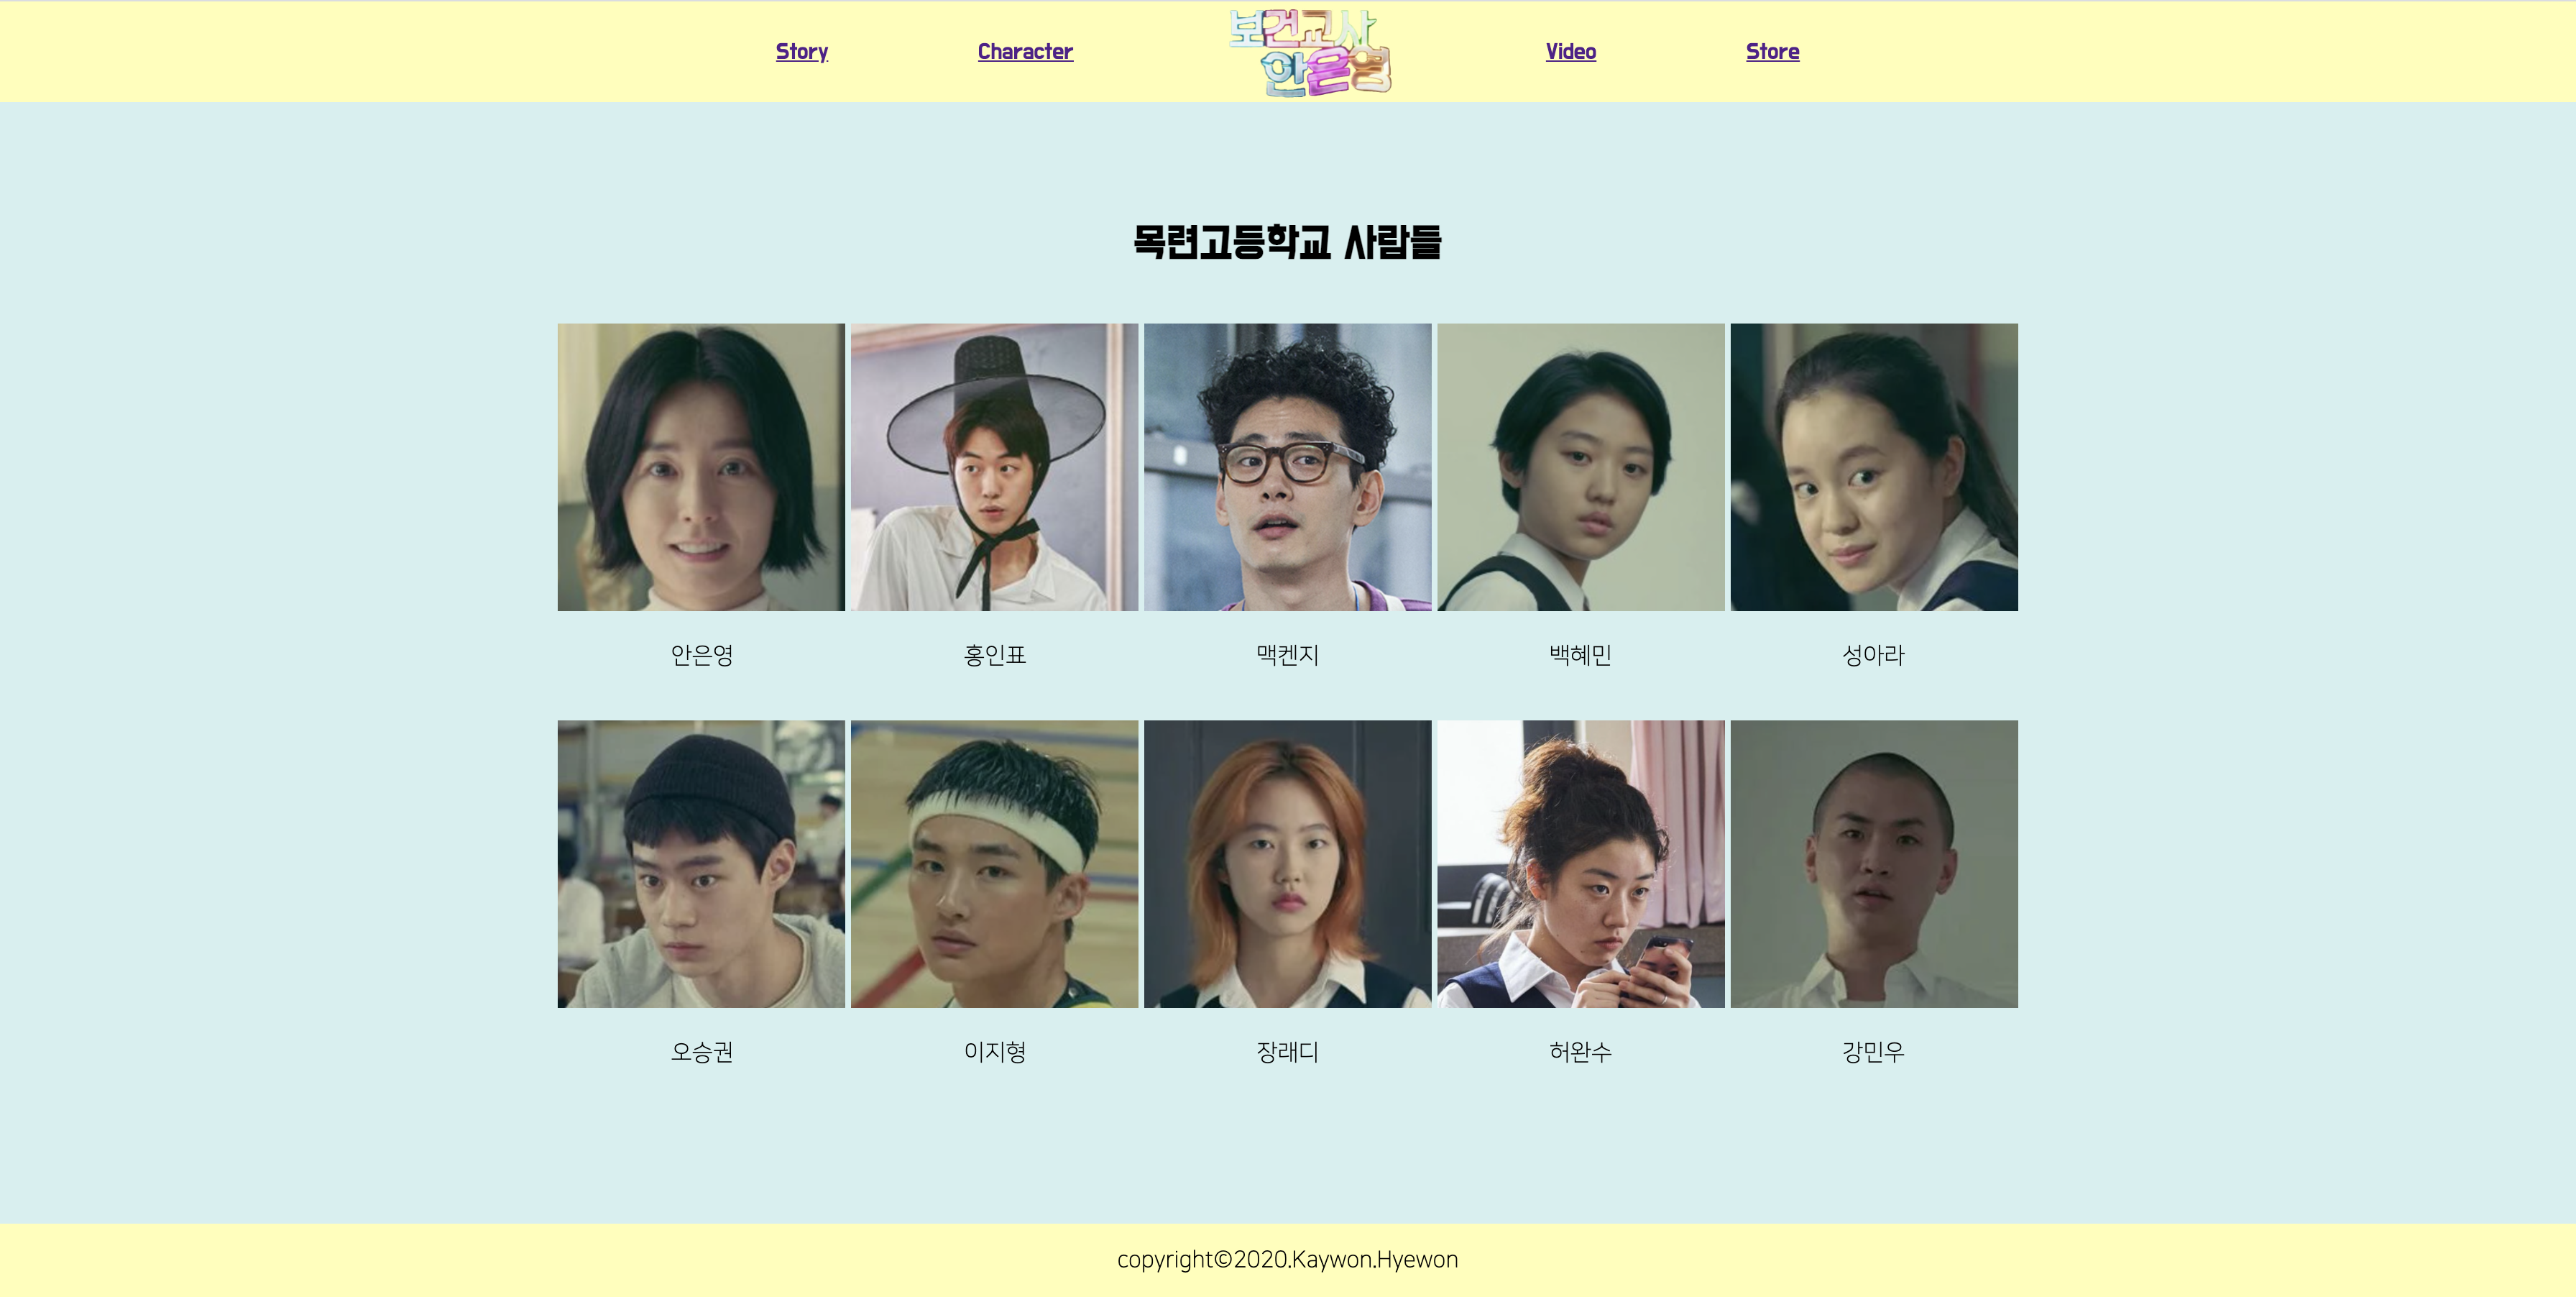 Story
Character
보건교사
안은영
Video
Store
목련고등학교 사람들
안은영
홍인표
맥켄지
백혜민
성아라
오승권
이지형
장래디
허완수
강민우
copyright©2020.Kaywon.Hyewon